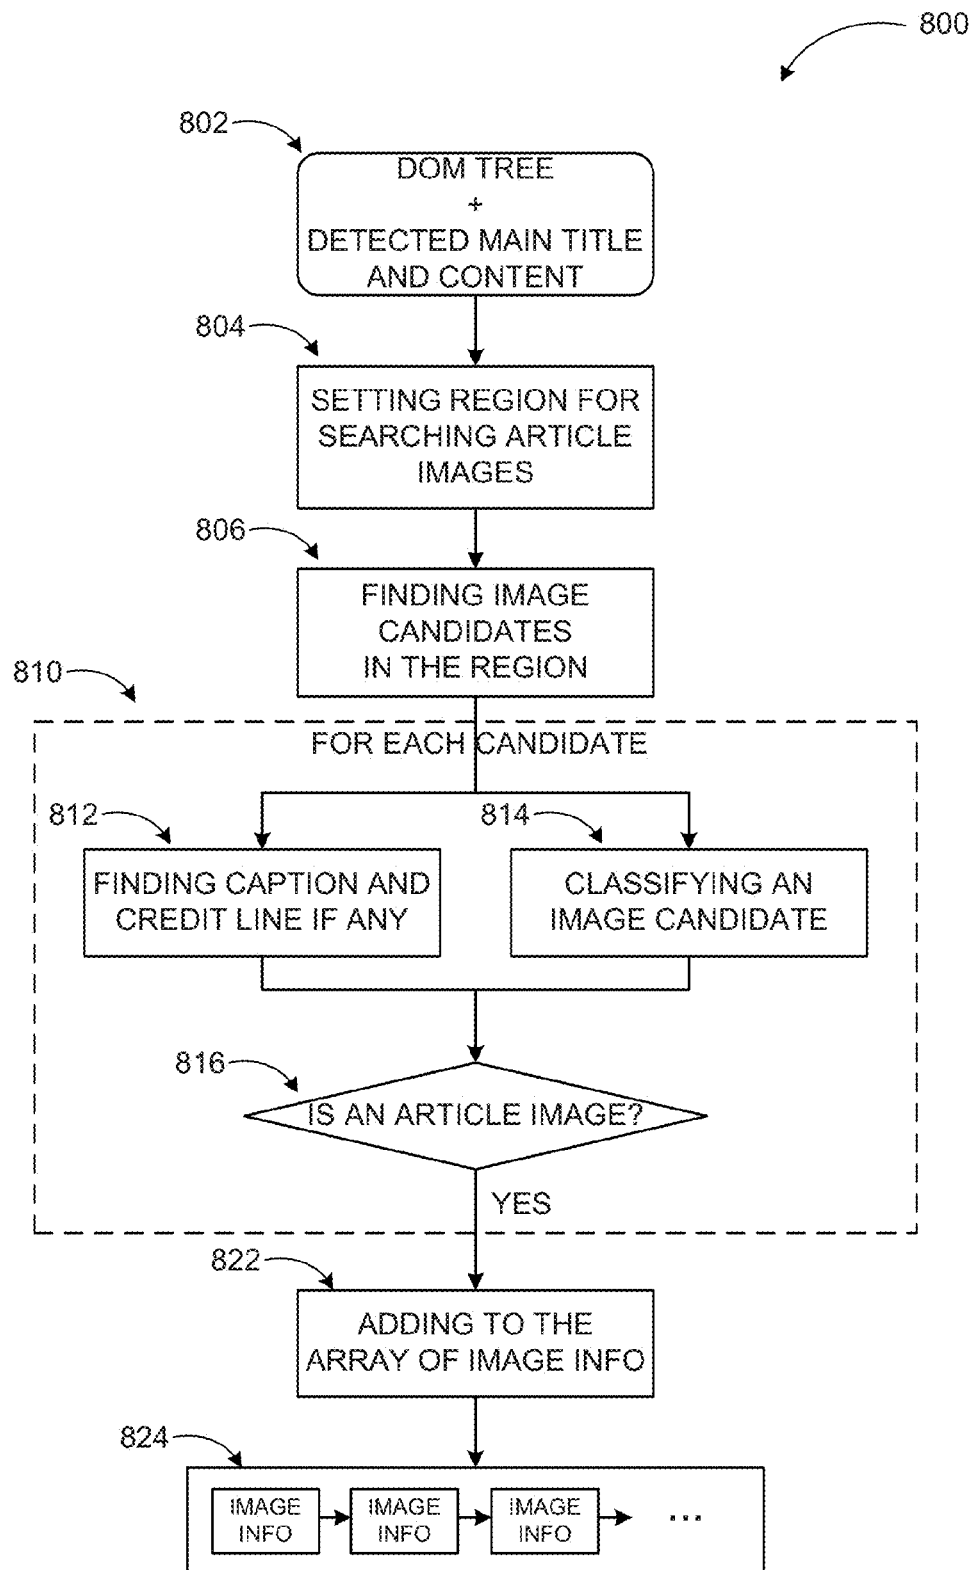 800
802
DOM TREE
+
DETECTED MAIN TITLE
AND CONTENT
804
SETTING REGION FOR
SEARCHING ARTICLE
IMAGES
806
FINDING IMAGE
CANDIDATES
IN THE REGION
810
FOR EACH CANDIDATE
812
FINDING CAPTION AND
CREDIT LINE IF ANY
814
CLASSIFYING AN
IMAGE CANDIDATE
816
IS AN ARTICLE IMAGE?
YES
822
ADDING TO THE
ARRAY OF IMAGE INFO
824
IMAGE
INFO
IMAGE
INFO
IMAGE
INFO
...